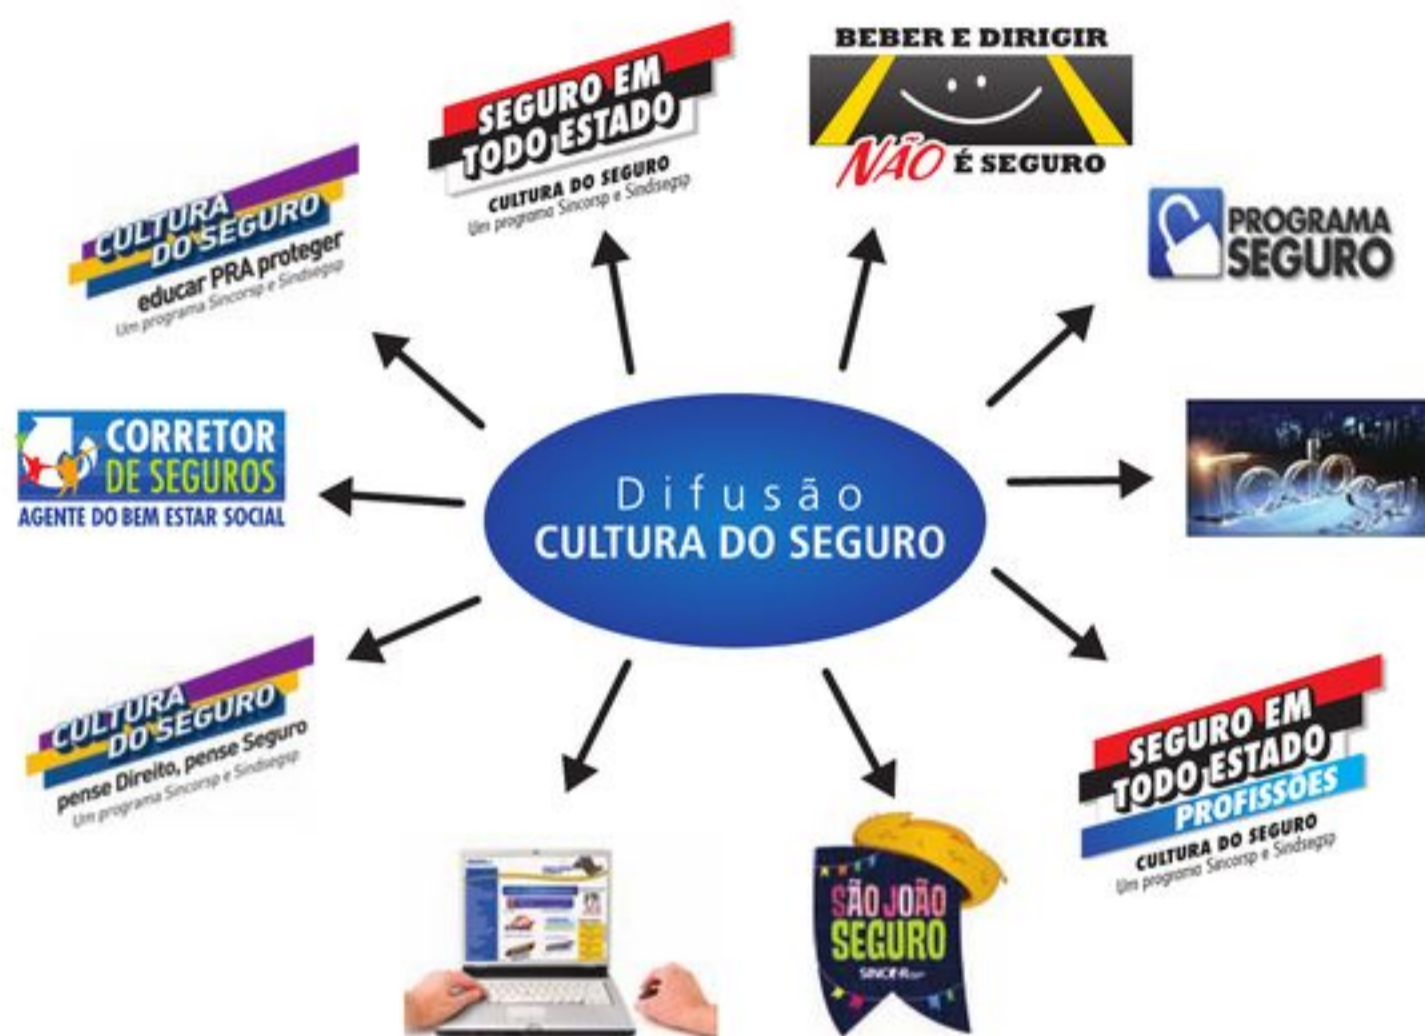 BEBER E DIRIGIR
NÃO É SEGURO
SEGURO EM
TODO ESTADO
CULTURA DO SEGURO
Um programa Sincorsp e Sindsegsp
PROGRAMA
SEGURO
CULTURA
DO SEGURO
educar PRA proteger
Um programa Sincorsp e Sindsegsp
CORRETOR
DE SEGUROS
AGENTE DO BEM ESTAR SOCIAL
Todo Seu
Difusão
CULTURA DO SEGURO
CULTURA
DO SEGURO
pense Direito, pense Seguro
Um programa Sincorsp e Sindsegsp
SEGURO EM
TODO ESTADO
PROFISSÕES
CULTURA DO SEGURO
Um programa Sincorsp e Sindsegsp
SÃO JOÃO
SEGURO
SINCOR